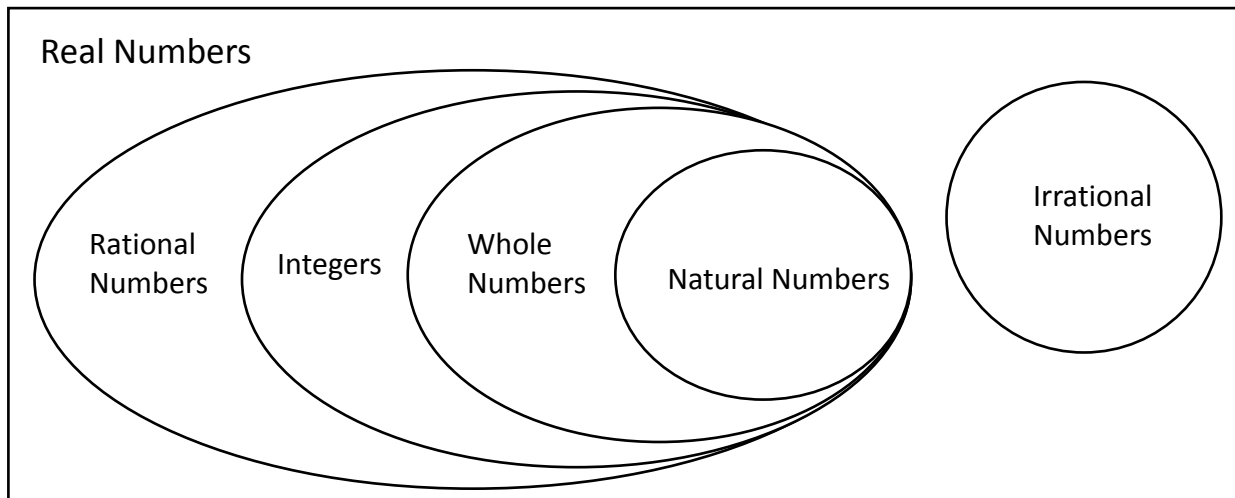 Real Numbers
Rational
Numbers
Integers
Whole
Numbers
Natural Numbers
Irrational
Numbers